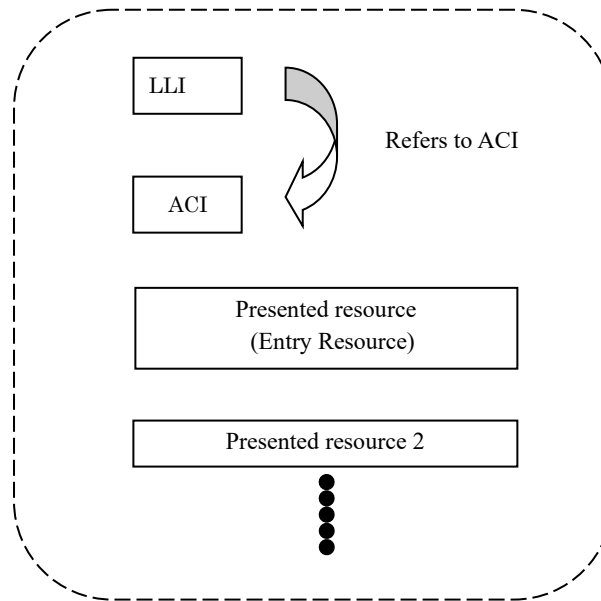 LLI
Refers to ACI
ACI
Presented resource
(Entry Resource)
Presented resource 2